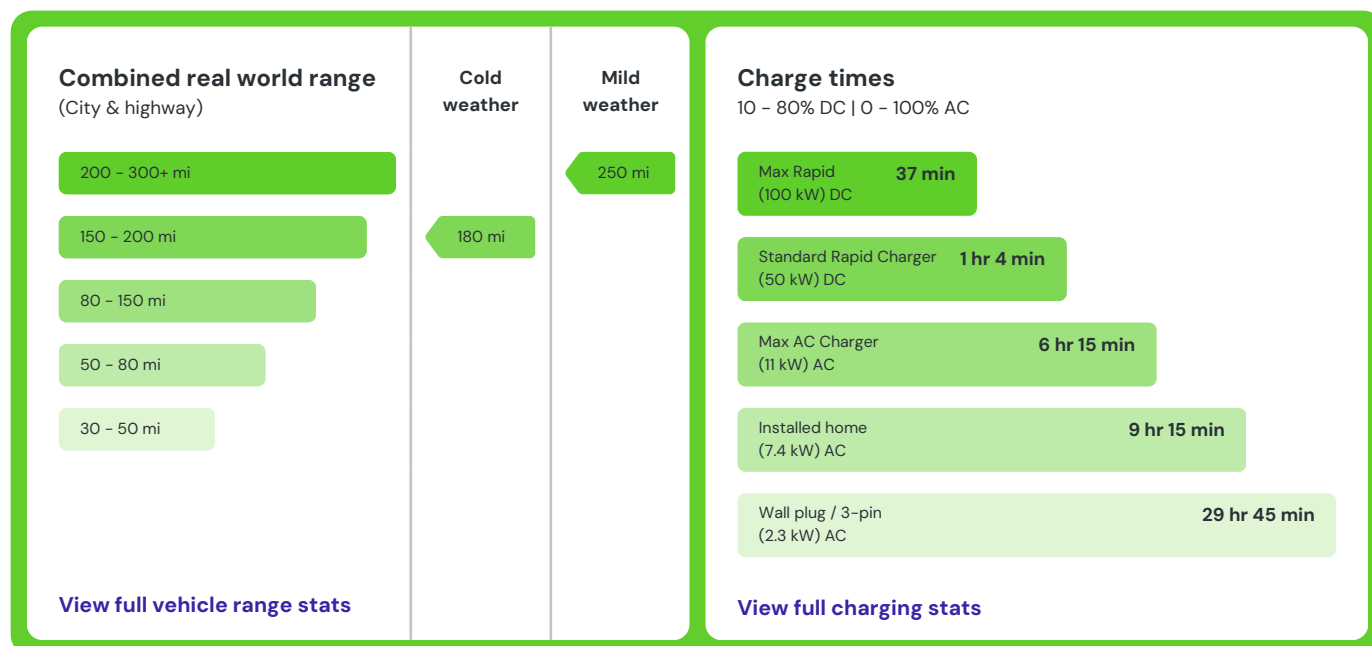 Combined real world range
(City & highway)
Cold
weather
Mild
weather
200 - 300+ mi
250 mi
150 - 200 mi
180 mi
80 - 150 mi
50 - 80 mi
30 - 50 mi
View full vehicle range stats
Charge times
10 - 80% DC | 0 - 100% AC
Max Rapid
(100 kW) DC
37 min
Standard Rapid Charger
(50 kW) DC
1 hr 4 min
Max AC Charger
(11 kW) AC
6 hr 15 min
Installed home
(7.4 kW) AC
9 hr 15 min
Wall plug / 3-pin
(2.3 kW) AC
29 hr 45 min
View full charging stats